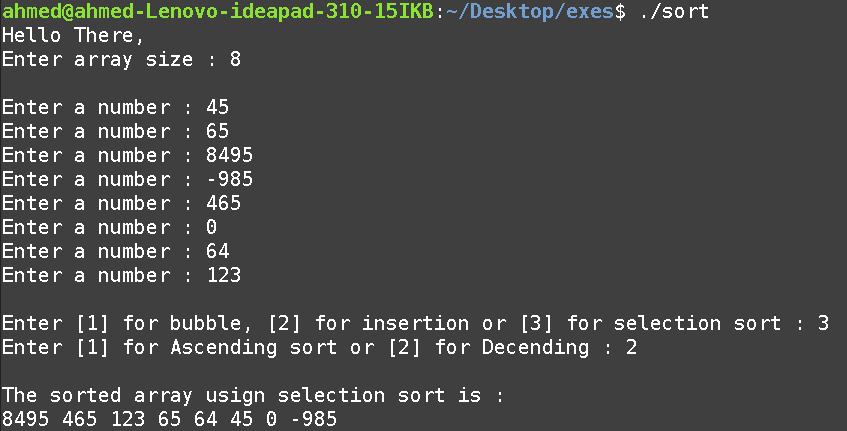 ahmed@ahmed-Lenovo-ideapad-310-15IKB:~/Desktop/exes$ ./sort
Hello There,
Enter array size : 8
Enter a number : 45
Enter a number : 65
Enter a number : 8495
Enter a number : -985
Enter a number : 465
Enter a number : 0
Enter a number : 64
Enter a number : 123
Enter [1] for bubble, [2] for insertion or [3] for selection sort : 3
Enter [1] for Ascending sort or [2] for Decending : 2
The sorted array usign selection sort is :
8495 465 123 65 64 45 0 -985